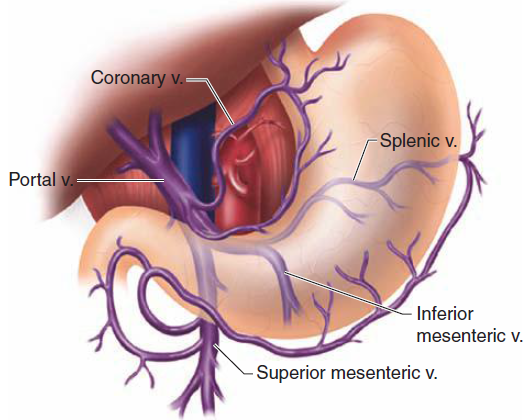 Coronary v.
Splenic v.
Portal v.
Inferior
mesenteric v.
Superior mesenteric v.